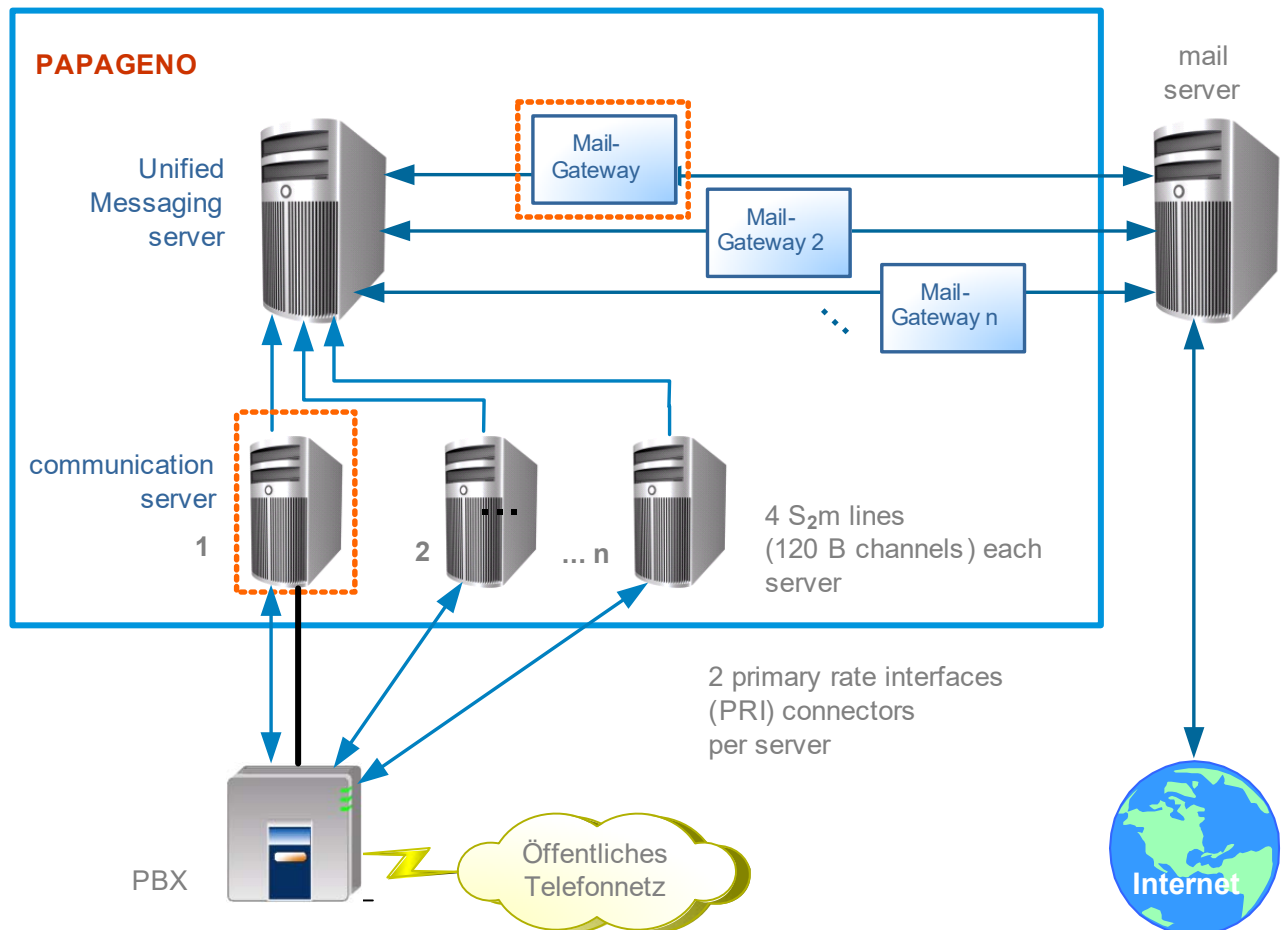 PAPAGENO
mail
server
Unified
Messaging
server
Mail-
Gateway
Mail-
Gateway 2
Mail-
Gateway n
...
communication
server
1
2
...
... n
4 S₂m lines
(120 B channels) each
server
2 primary rate interfaces
(PRI) connectors
per server
PBX
–
Öffentliches
Telefonnetz
Internet